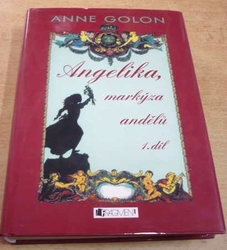 ANNE GOLON
Angelika,
markýza
andělů
1. díl
FRAGMENT